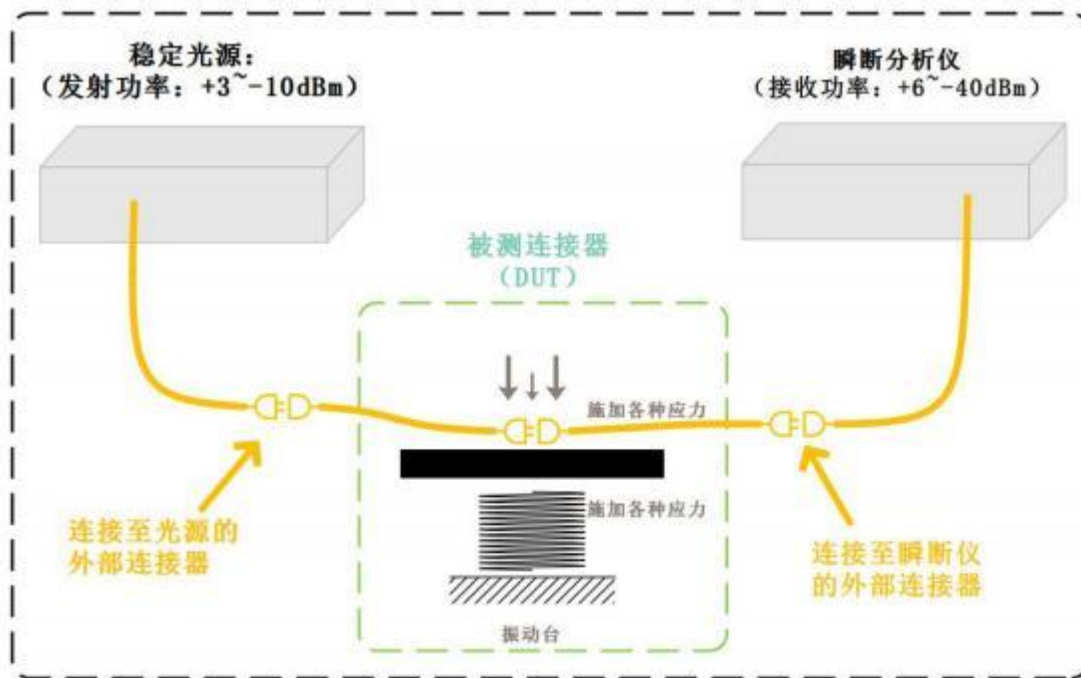 稳定光源：
（发射功率：+3~-10dBm）
瞬断分析仪
（接收功率：+6~-40dBm）
被测连接器
（DUT）
施加各种应力
施加各种应力
连接至光源的
外部连接器
连接至瞬断仪
的外部连接器
振动台